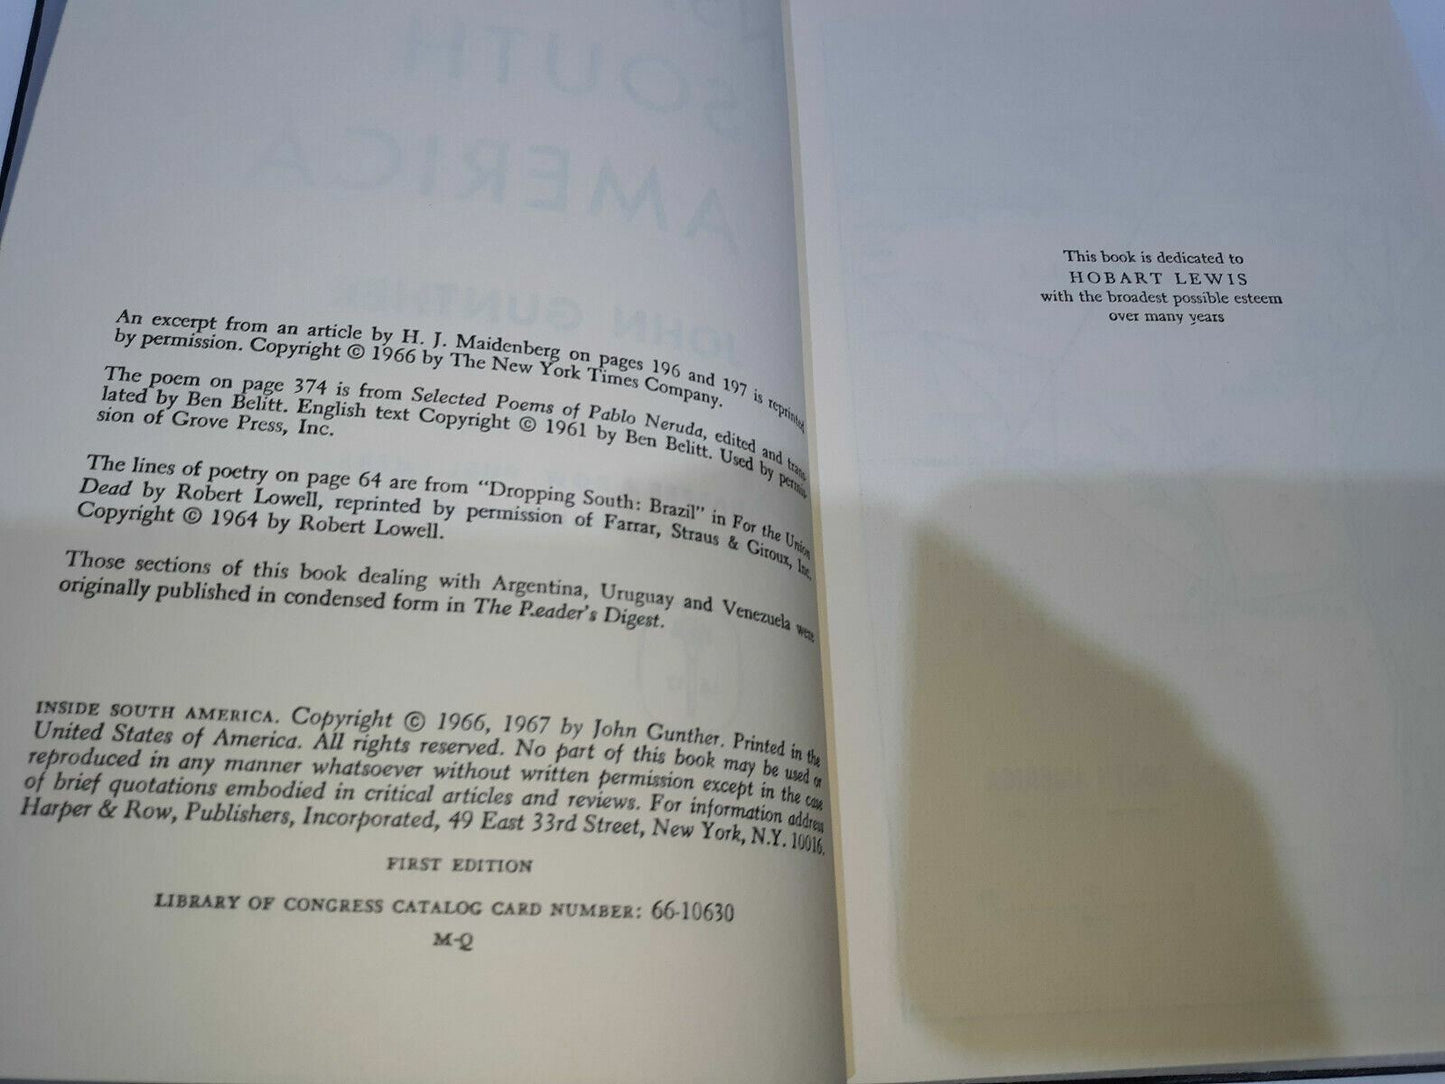 An excerpt from an article by H. J. Maidenberg on pages 196 and 197 is reprinted
by permission. Copyright © 1966 by The New York Times Company.
The poem on page 374 is from Selected Poems of Pablo Neruda, edited and trans
lated by Ben Belitt. English text Copyright © 1961 by Ben Belitt. Used by permis-
sion of Grove Press, Inc.
The lines of poetry on page 64 are from "Dropping South: Brazil" in For the Union
Dead by Robert Lowell, reprinted by permission of Farrar, Straus & Giroux, Inc.
Copyright © 1964 by Robert Lowell.
Those sections of this book dealing with Argentina, Uruguay and Venezuela were
originally published in condensed form in The Reader's Digest.
INSIDE SOUTH AMERICA. Copyright © 1966, 1967 by John Gunther. Printed in the
United States of America. All rights reserved. No part of this book may be used or
reproduced in any manner whatsoever without written permission except in the case
of brief quotations embodied in critical articles and reviews. For information address
Harper & Row, Publishers, Incorporated, 49 East 33rd Street, New York, N.Y. 10016.
FIRST EDITION
LIBRARY OF CONGRESS CATALOG CARD NUMBER: 66-10630
M-Q
This book is dedicated to
HOBART LEWIS
with the broadest possible esteem
over many years